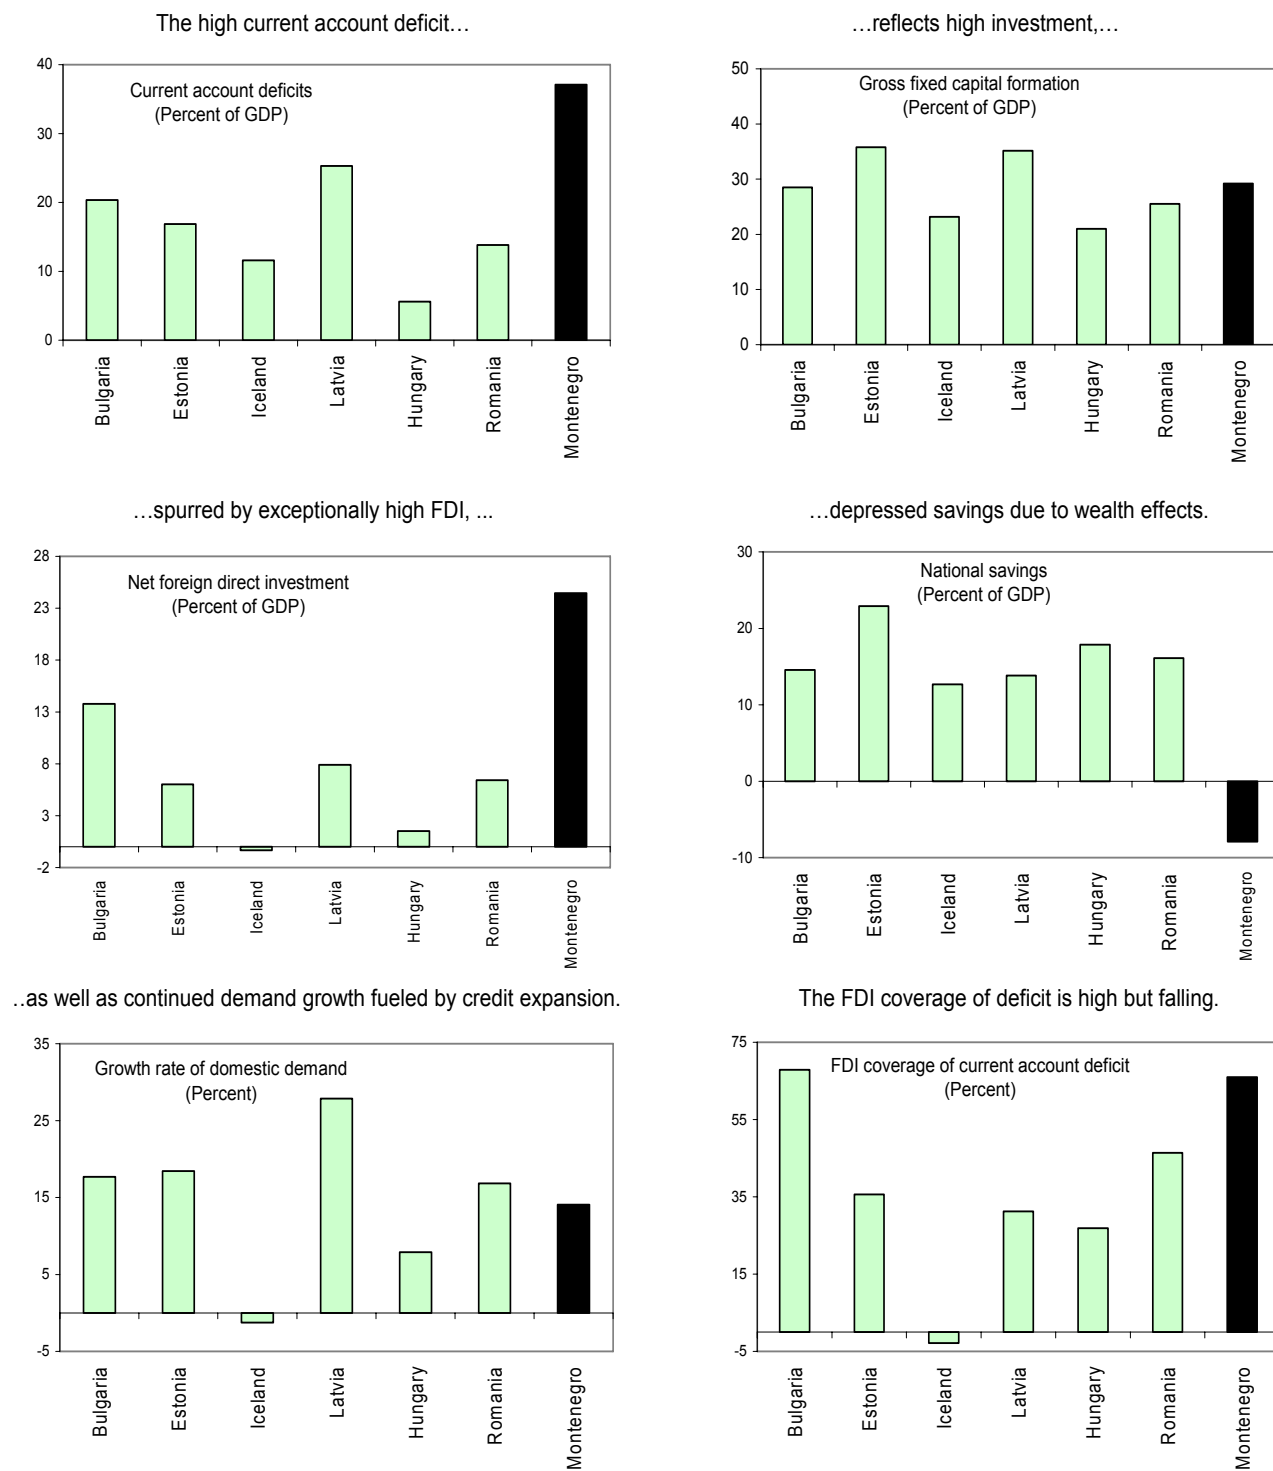 The high current account deficit…
Current account deficits
(Percent of GDP)
40
30
20
10
0
Bulgaria
Estonia
Iceland
Latvia
Hungary
Romania
Montenegro
…reflects high investment,…
Gross fixed capital formation
(Percent of GDP)
50
40
30
20
10
0
Bulgaria
Estonia
Iceland
Latvia
Hungary
Romania
Montenegro
…spurred by exceptionally high FDI, ...
Net foreign direct investment
(Percent of GDP)
28
23
18
13
8
3
-2
Bulgaria
Estonia
Iceland
Latvia
Hungary
Romania
Montenegro
…depressed savings due to wealth effects.
National savings
(Percent of GDP)
30
20
10
0
-10
Bulgaria
Estonia
Iceland
Latvia
Hungary
Romania
Montenegro
..as well as continued demand growth fueled by credit expansion.
Growth rate of domestic demand
(Percent)
35
25
15
5
-5
Bulgaria
Estonia
Iceland
Latvia
Hungary
Romania
Montenegro
The FDI coverage of deficit is high but falling.
FDI coverage of current account deficit
(Percent)
75
55
35
15
-5
Bulgaria
Estonia
Iceland
Latvia
Hungary
Romania
Montenegro